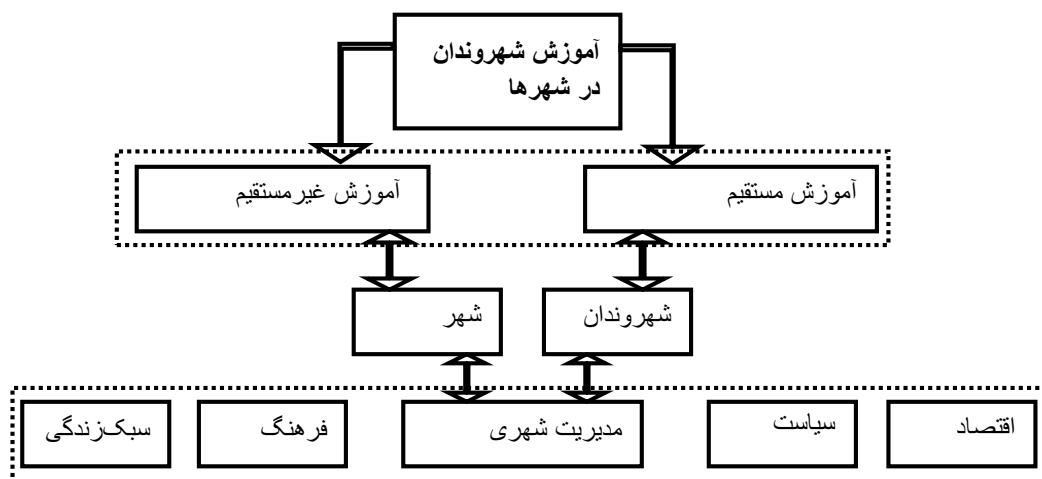 آموزش شهروندان
در شهرها
آموزش مستقیم
آموزش غیرمستقیم
شهروندان
شهر
اقتصاد
سیاست
مدیریت شهری
فرهنگ
سبک‌زندگی